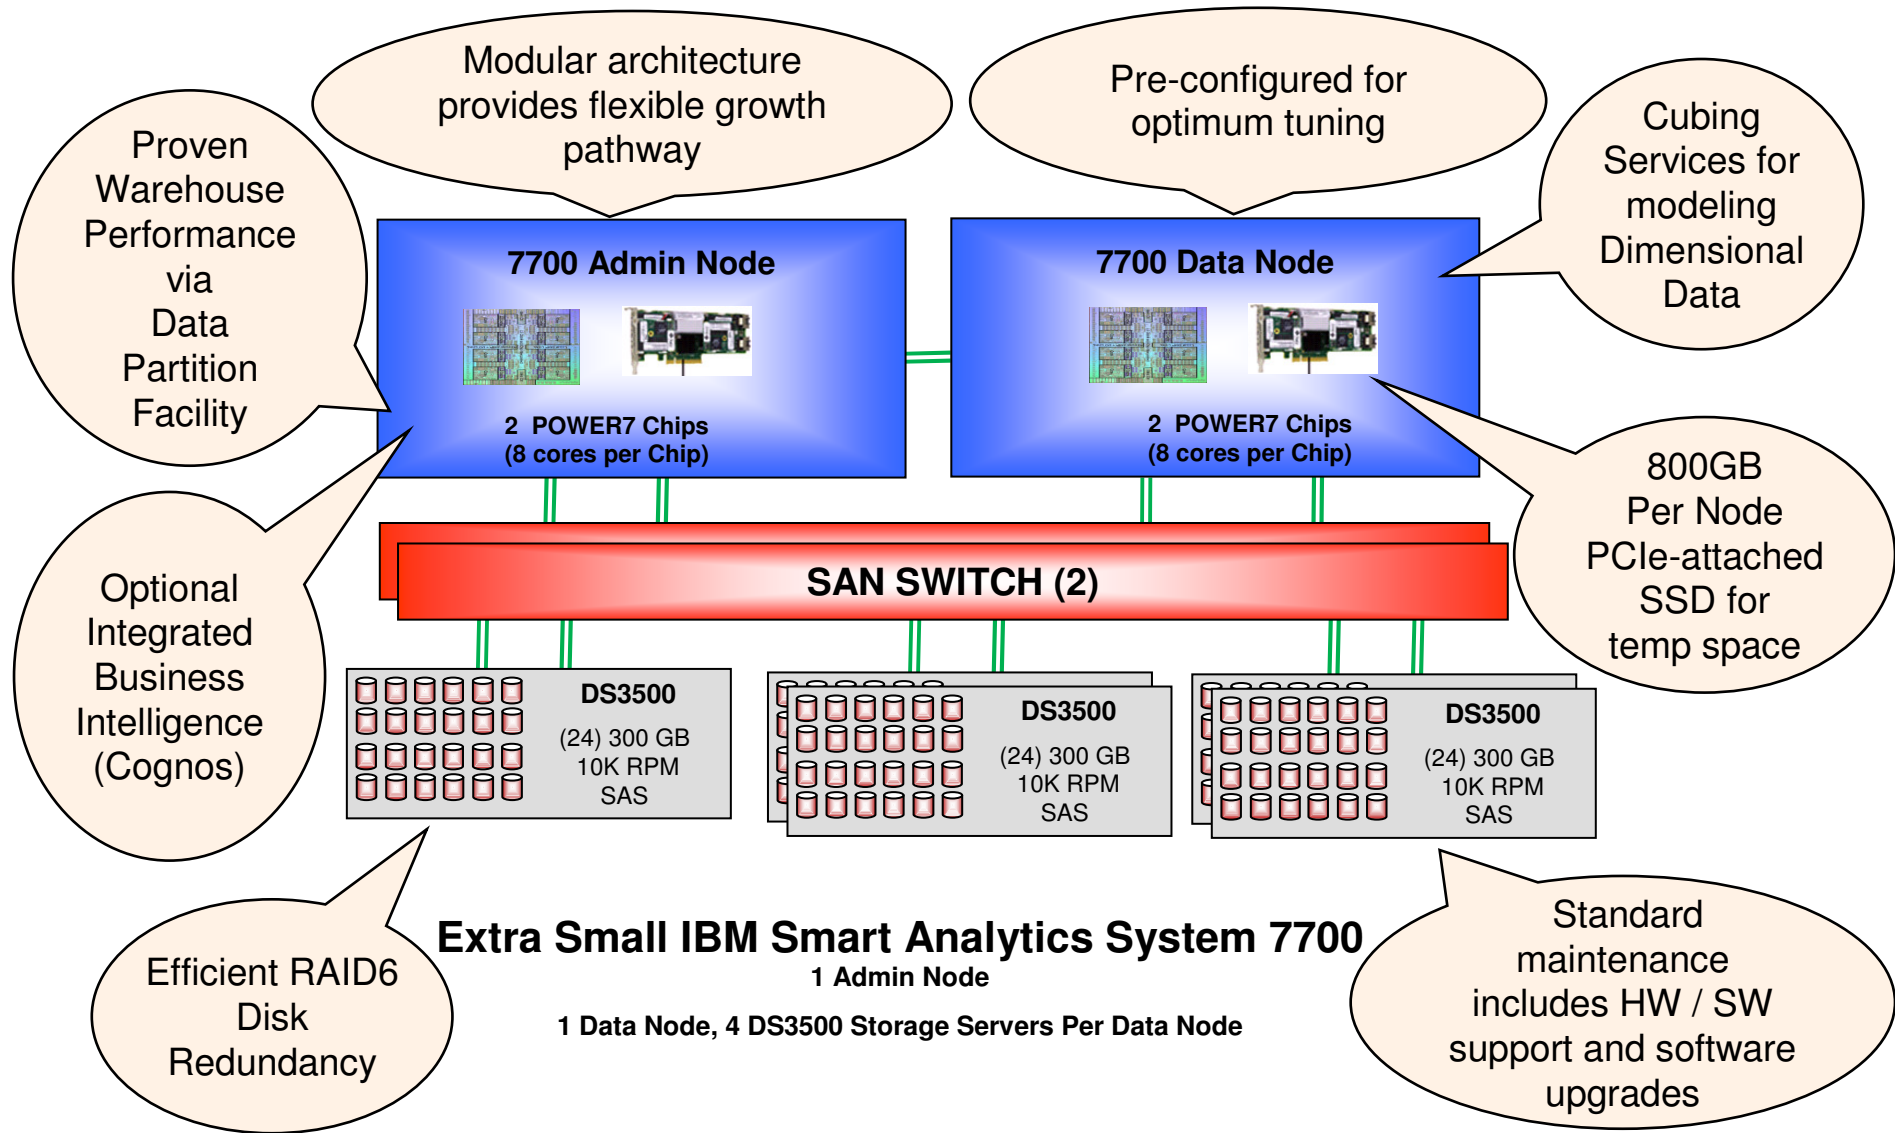 Modular architecture
provides flexible growth
pathway
Pre-configured for
optimum tuning
Proven
Warehouse
Performance
via
Data
Partition
Facility
Cubing
Services for
modeling
Dimensional
Data
7700 Admin Node
2 POWER7 Chips
(8 cores per Chip)
7700 Data Node
2 POWER7 Chips
(8 cores per Chip)
800GB
Per Node
PCIe-attached
SSD for
temp space
Optional
Integrated
Business
Intelligence
(Cognos)
SAN SWITCH (2)
DS3500
(24) 300 GB
10K RPM
SAS
DS3500
(24) 300 GB
10K RPM
SAS
DS3500
(24) 300 GB
10K RPM
SAS
Efficient RAID6
Disk
Redundancy
Extra Small IBM Smart Analytics System 7700
1 Admin Node
1 Data Node, 4 DS3500 Storage Servers Per Data Node
Standard
maintenance
includes HW / SW
support and software
upgrades